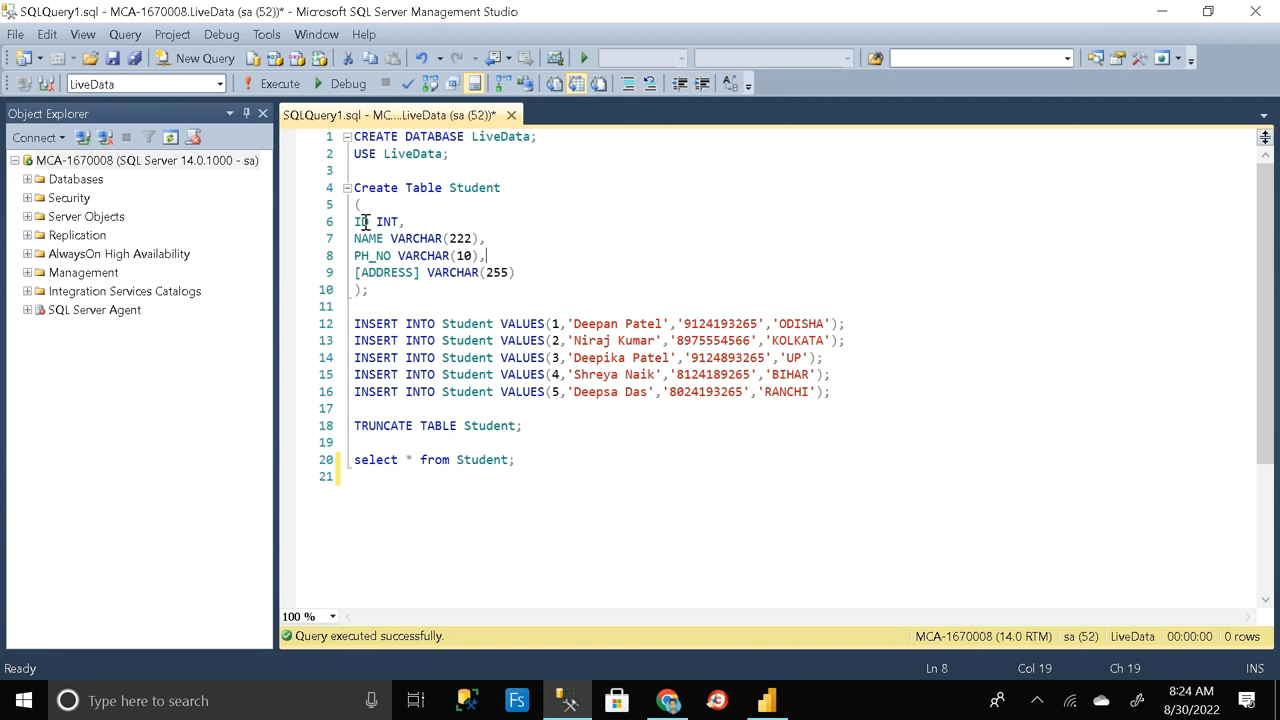 SQLQuery1.sql - MCA-1670008.LiveData (sa (52))* - Microsoft SQL Server Management Studio
File Edit View Query Project Debug Tools Window Help
New Query
LiveData Execute Debug
Object Explorer
SQLQuery1.sql - MC....LiveData (sa (52))*
Connect
MCA-1670008 (SQL Server 14.0.1000 - sa)
Databases
Security
Server Objects
Replication
AlwaysOn High Availability
Management
Integration Services Catalogs
SQL Server Agent
1 CREATE DATABASE LiveData;
2 USE LiveData;
3
4 Create Table Student
5 (
6 ID INT,
7 NAME VARCHAR(222),
8 PH_NO VARCHAR(10),
9 [ADDRESS] VARCHAR(255)
10 );
11
12 INSERT INTO Student VALUES(1,'Deepan Patel','9124193265','ODISHA');
13 INSERT INTO Student VALUES(2,'Niraj Kumar','8975554566','KOLKATA');
14 INSERT INTO Student VALUES(3,'Deepika Patel','9124893265','UP');
15 INSERT INTO Student VALUES(4,'Shreya Naik','8124189265','BIHAR');
16 INSERT INTO Student VALUES(5,'Deepsa Das','8024193265','RANCHI');
17
18 TRUNCATE TABLE Student;
19
20 select * from Student;
21
100 %
Query executed successfully. MCA-1670008 (14.0 RTM) sa (52) LiveData 00:00:00 0 rows
Ready Ln 8 Col 19 Ch 19 INS
Type here to search
Fs
8:24 AM
8/30/2022